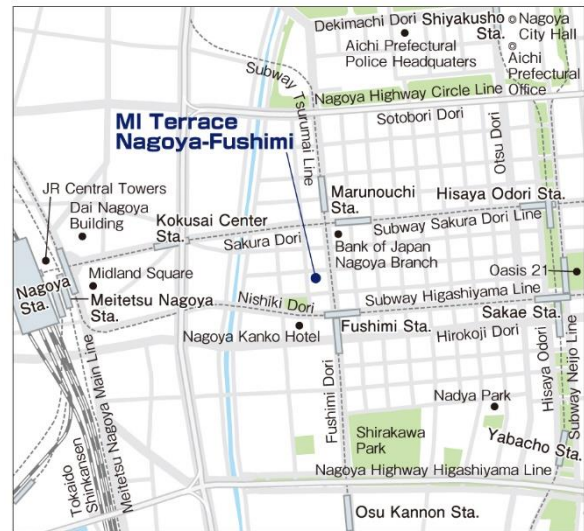 Dekimachi Dori
Shiyakusho
Sta.
Nagoya
City Hall
Aichi Prefectural
Police Headquaters
Aichi
Prefectural
Office
Subway Tsurumai Line
Nagoya Highway Circle Line
Sotobori Dori
Otsu Dori
MI Terrace
Nagoya-Fushimi
JR Central Towers
Dai Nagoya
Building
Kokusai Center
Sta.
Marunouchi
Sta.
Hisaya Odori Sta.
Subway Sakura Dori Line
Sakura Dori
Bank of Japan
Nagoya Branch
Oasis 21
Nagoya
Sta.
Midland Square
Meitetsu Nagoya
Sta.
Nishiki Dori
Subway Higashiyama Line
Fushimi Sta.
Sakae Sta.
Nagoya Kanko Hotel
Hirokoji Dori
Hisaya Odori
Subway Neijo Line
Fushimi Dori
Nadya Park
Shirakawa
Park
Yabacho Sta.
Tokaido
Shinkansen
Meitetsu Nagoya Main Line
Nagoya Highway Higashiyama Line
Osu Kannon Sta.